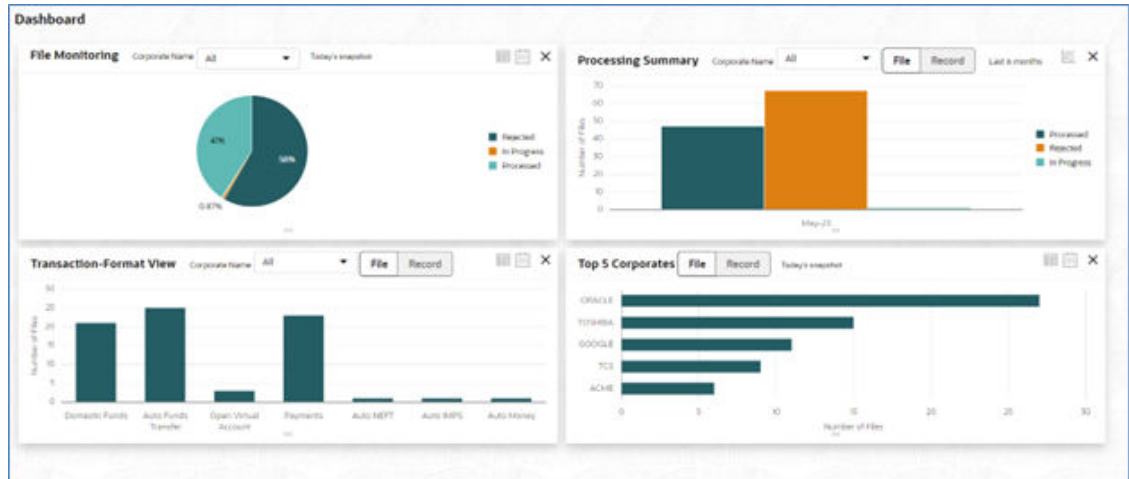 Dashboard
File Monitoring Corporate Name All Today's snapshot
47%
58%
0.87%
Rejected
In Progress
Processed
Processing Summary Corporate Name All File Record Last 6 months
Number of Files
70
60
50
40
30
20
10
0
May-23
Processed
Rejected
In Progress
Transaction-Format View Corporate Name All File Record
Number of Files
30
25
20
15
10
5
0
Domestic Funds
Auto Funds
Transfer
Open Virtual
Account
Payments
Auto NEFT
Auto IMPS
Auto Money
Top 5 Corporates File Record Today's snapshot
ORACLE
TOSHIBA
GOOGLE
TCS
ACME
0 5 10 15 20 25 30
Number of Files